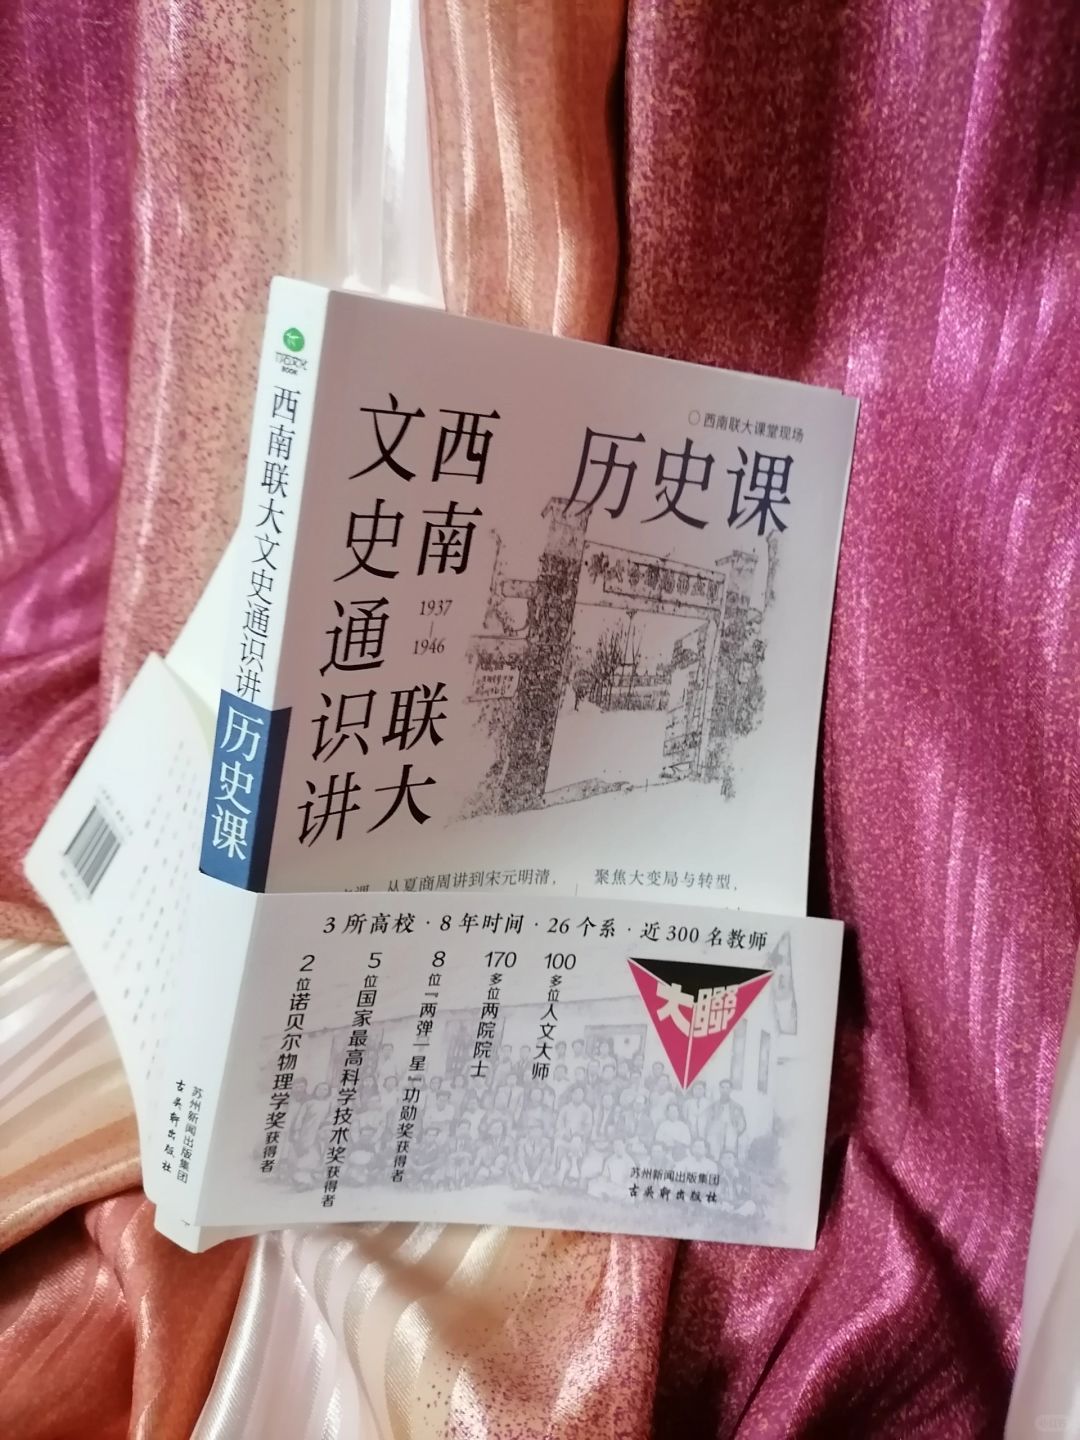 BOOK
西南联大文史通识讲
历史课
苏州新闻出版集团
古吴轩出版社
西南联大
文史通识讲
1937
1946
○西南联大课堂现场
历史课
从夏商周讲到宋元明清，
聚焦大变局与转型，
3所高校·8年时间·26个系·近300名教师
2位诺贝尔物理学奖获得者
5位国家最高科学技术奖获得者
8位『两弹一星』功勋奖获得者
170多位两院院士
100多位人文大师
大聯
苏州新闻出版集团
古吴轩出版社
小红书